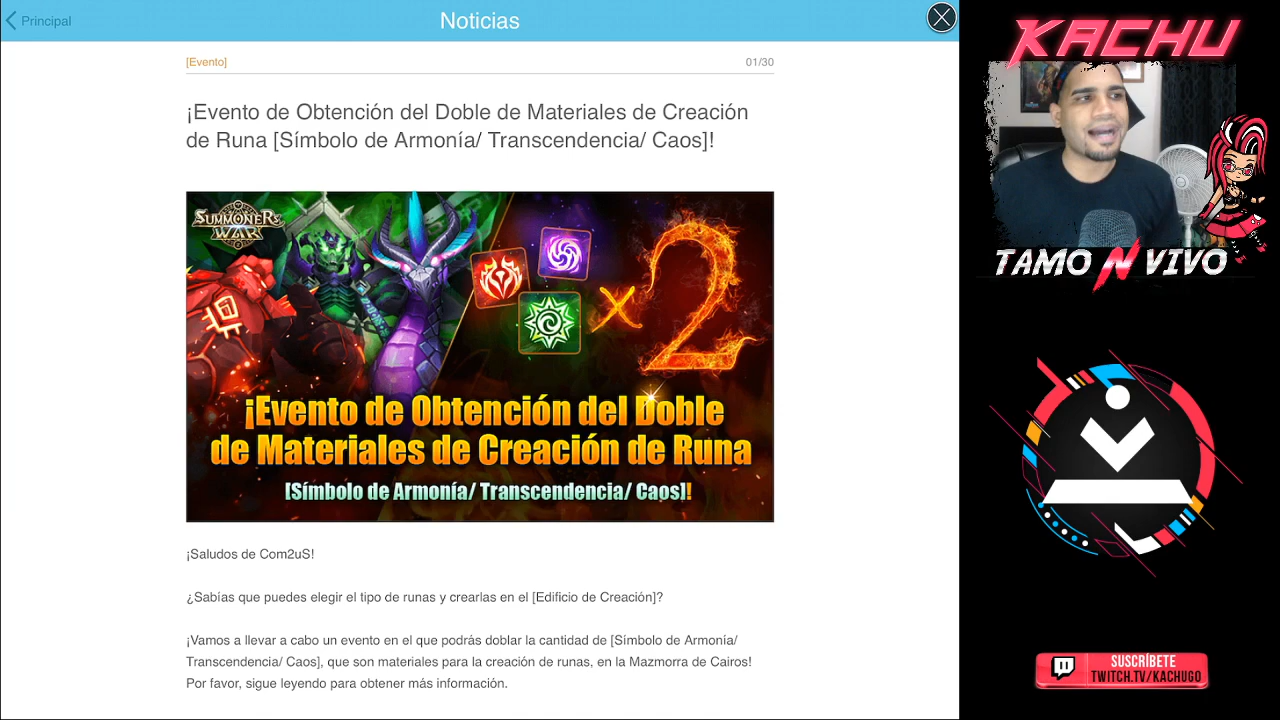 Principal
Noticias
[Evento]
01/30
¡Evento de Obtención del Doble de Materiales de Creación
de Runa [Símbolo de Armonía/ Transcendencia/ Caos]!
SUMMONERS
WAR
x2
¡Evento de Obtención del Doble
de Materiales de Creación de Runa
[Símbolo de Armonía/ Transcendencia/ Caos]!
¡Saludos de Com2uS!
¿Sabías que puedes elegir el tipo de runas y crearlas en el [Edificio de Creación]?
¡Vamos a llevar a cabo un evento en el que podrás doblar la cantidad de [Símbolo de Armonía/
Transcendencia/ Caos], que son materiales para la creación de runas, en la Mazmorra de Cairos!
Por favor, sigue leyendo para obtener más información.
KACHU
TAMO N VIVO
SUSCRÍBETE
TWITCH.TV/KACHUGO